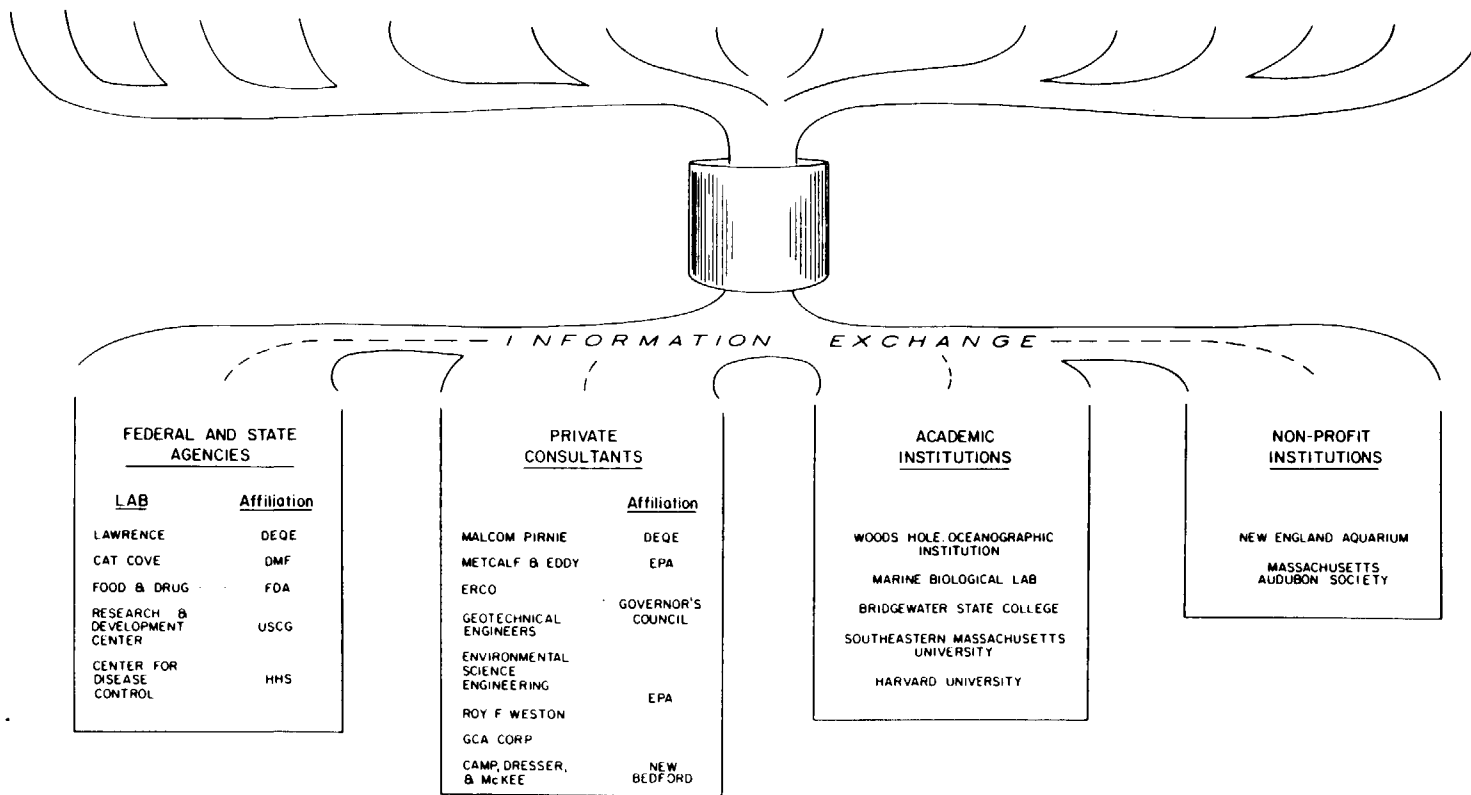 INFORMATION EXCHANGE
FEDERAL AND STATE
AGENCIES
LAB Affiliation
LAWRENCE DEQE
CAT COVE DMF
FOOD & DRUG FDA
RESEARCH &
DEVELOPMENT USCG
CENTER
CENTER FOR
DISEASE HHS
CONTROL
PRIVATE
CONSULTANTS
Affiliation
MALCOM PIRNIE DEQE
METCALF & EDDY EPA
ERCO
GOVERNOR'S
COUNCIL
GEOTECHNICAL
ENGINEERS
ENVIRONMENTAL
SCIENCE
ENGINEERING
EPA
ROY F WESTON
GCA CORP
CAMP, DRESSER, NEW
& McKEE BEDFORD
ACADEMIC
INSTITUTIONS
WOODS HOLE. OCEANOGRAPHIC
INSTITUTION
MARINE BIOLOGICAL LAB
BRIDGEWATER STATE COLLEGE
SOUTHEASTERN MASSACHUSETTS
UNIVERSITY
HARVARD UNIVERSITY
NON-PROFIT
INSTITUTIONS
NEW ENGLAND AQUARIUM
MASSACHUSETTS
AUDUBON SOCIETY